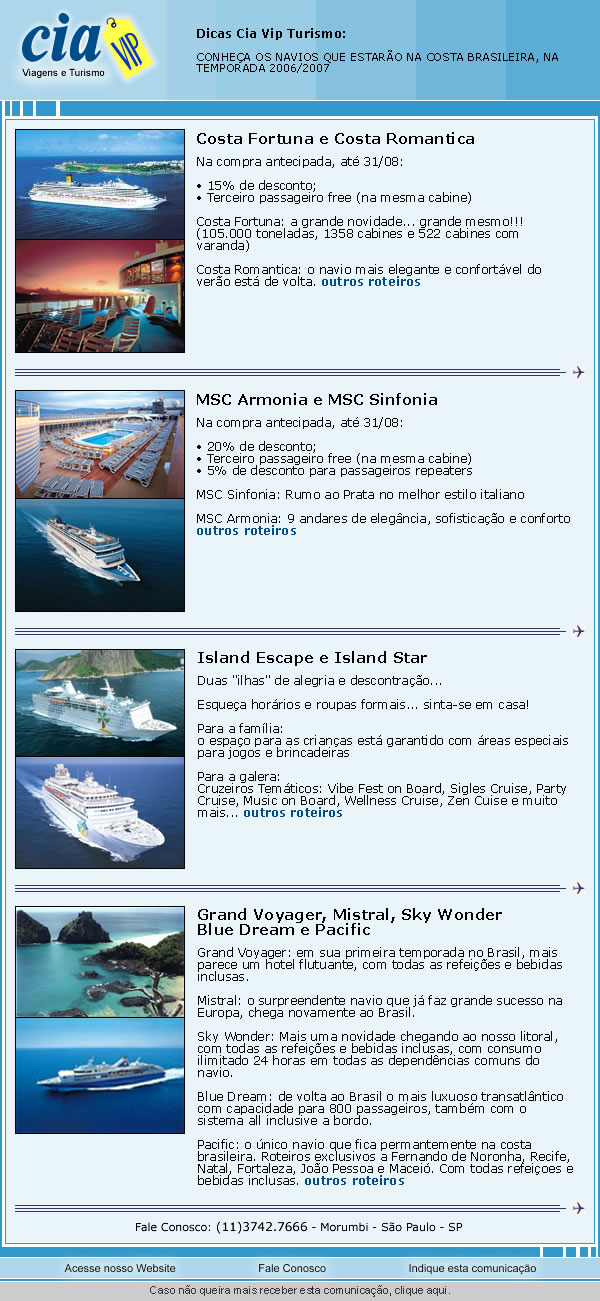 cia VIP
Viagens e Turismo
Dicas Cia Vip Turismo:
CONHEÇA OS NAVIOS QUE ESTARÃO NA COSTA BRASILEIRA, NA
TEMPORADA 2006/2007
Costa Fortuna e Costa Romantica
Na compra antecipada, até 31/08:
• 15% de desconto;
• Terceiro passageiro free (na mesma cabine)
Costa Fortuna: a grande novidade... grande mesmo!!!
(105.000 toneladas, 1358 cabines e 522 cabines com
varanda)
Costa Romantica: o navio mais elegante e confortável do
verão está de volta. outros roteiros
MSC Armonia e MSC Sinfonia
Na compra antecipada, até 31/08:
• 20% de desconto;
• Terceiro passageiro free (na mesma cabine)
• 5% de desconto para passageiros repeaters
MSC Sinfonia: Rumo ao Prata no melhor estilo italiano
MSC Armonia: 9 andares de elegância, sofisticação e conforto
outros roteiros
Island Escape e Island Star
Duas "ilhas" de alegria e descontração...
Esqueça horários e roupas formais... sinta-se em casa!
Para a família:
o espaço para as crianças está garantido com áreas especiais
para jogos e brincadeiras
Para a galera:
Cruzeiros Temáticos: Vibe Fest on Board, Sigles Cruise, Party
Cruise, Music on Board, Wellness Cruise, Zen Cuise e muito
mais... outros roteiros
Grand Voyager, Mistral, Sky Wonder
Blue Dream e Pacific
Grand Voyager: em sua primeira temporada no Brasil, mais
parece um hotel flutuante, com todas as refeições e bebidas
inclusas.
Mistral: o surpreendente navio que já faz grande sucesso na
Europa, chega novamente ao Brasil.
Sky Wonder: Mais uma novidade chegando ao nosso litoral,
com todas as refeições e bebidas inclusas, com consumo
ilimitado 24 horas em todas as dependências comuns do
navio.
Blue Dream: de volta ao Brasil o mais luxuoso transatlântico
com capacidade para 800 passageiros, também com o
sistema all inclusive a bordo.
Pacific: o único navio que fica permantemente na costa
brasileira. Roteiros exclusivos a Fernando de Noronha, Recife,
Natal, Fortaleza, João Pessoa e Maceió. Com todas refeiçoes e
bebidas inclusas. outros roteiros
Fale Conosco: (11)3742.7666 - Morumbi - São Paulo - SP
Acesse nosso Website Fale Conosco Indique esta comunicação
Caso não queira mais receber esta comunicação, clique aqui.